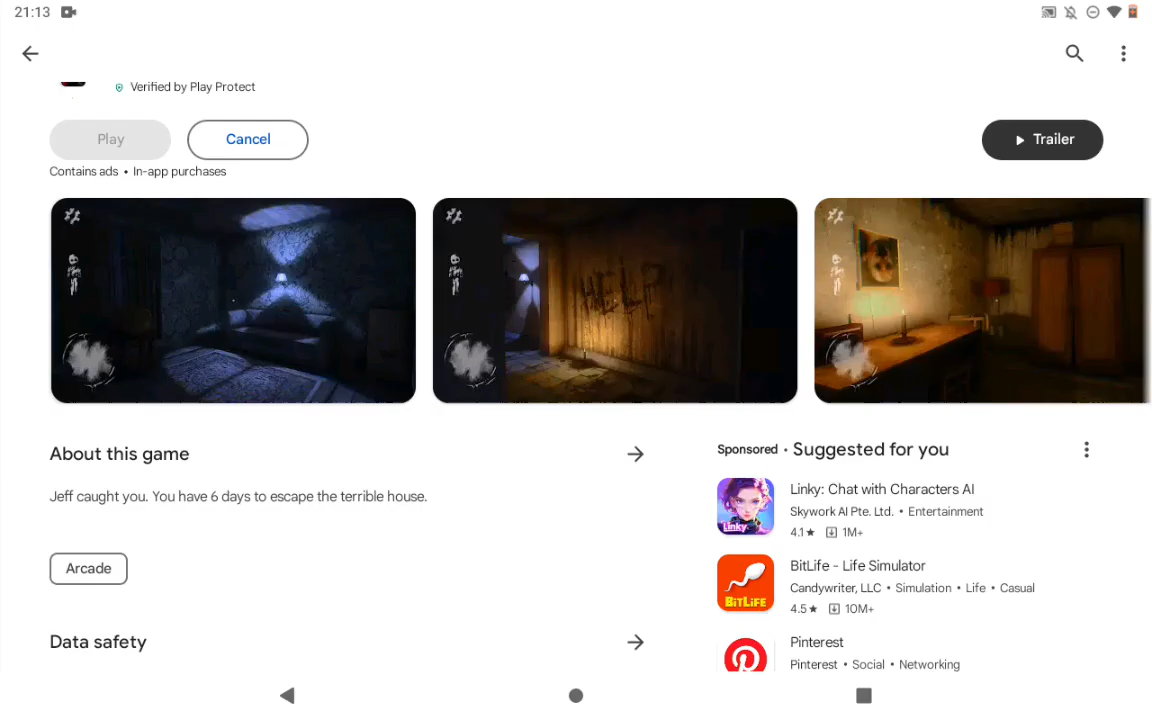 21:13
Verified by Play Protect
Play
Cancel
Trailer
Contains ads • In-app purchases
HELP
About this game
Jeff caught you. You have 6 days to escape the terrible house.
Arcade
Data safety
Sponsored · Suggested for you
Linky
Linky: Chat with Characters AI
Skywork AI Pte. Ltd. • Entertainment
4.1★ 1M+
BiTLiFE
BitLife - Life Simulator
Candywriter, LLC • Simulation • Life • Casual
4.5★ 10M+
Pinterest
Pinterest • Social • Networking